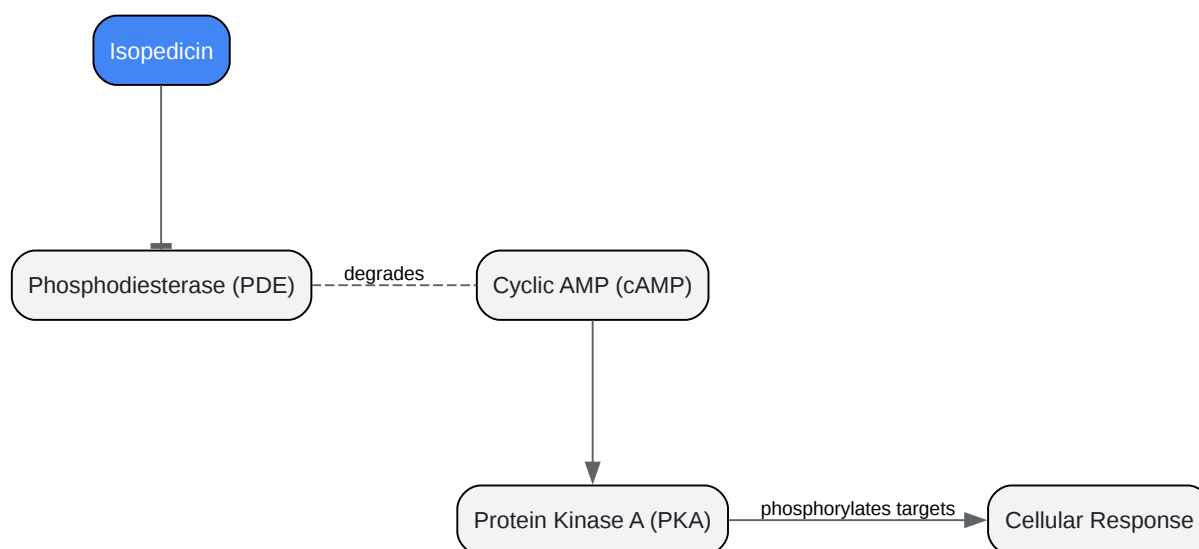 Isopedicin
Phosphodiesterase (PDE)
degrades
Cyclic AMP (cAMP)
Protein Kinase A (PKA)
phosphorylates targets
Cellular Response